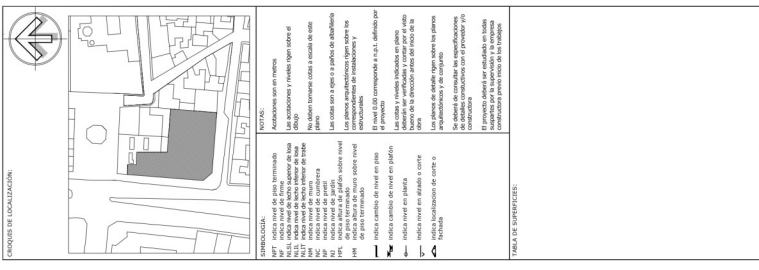 CROQUIS DE LOCALIZACIÓN:
SIMBOLOGÍA:
NPT indica nivel de piso terminado
NF indica nivel de firme
NLSL indica nivel de lecho superior de losa
NLIL indica nivel de lecho inferior de losa
NLIT indica nivel de lecho inferior de trabe
NM indica nivel de muro
NC indica nivel de cumbrera
NP indica nivel de pretil
NJ indica nivel de jardín
HPL indica altura de plafón sobre nivel
de piso terminado
HM indica altura de muro sobre nivel
de piso terminado
indica cambio de nivel en piso
indica cambio de nivel en plafón
indica nivel en planta
indica nivel en alzado o corte
indica localizacion de corte o
fachada
NOTAS:
Acotaciones son en metros
Las acotaciones y niveles rigen sobre el
dibujo
No deben tomarse cotas a escala de este
plano
Las cotas son a ejes o a paños de albañilería
Los planos arquitectónicos rigen sobre los
correspondientes de instalaciones y
estructurales
El nivel 0.00 corresponde a n.p.t. definido por
el proyecto
Las cotas y niveles indicados en plano
deberán ser verificadas y contar por el visto
bueno de la dirección antes del inicio de la
obra
Los planos de detalle rigen sobre los planos
arquitectónicos y de conjunto
Se deberá de consultar las especificaciones
de detalles constuctivos con el provedor y/o
constructora
El proyecto deberá ser estudiado en todas
suspartes por la supervisión y la empresa
constructora previo inicio de los trabajos
TABLA DE SUPERFICIES: